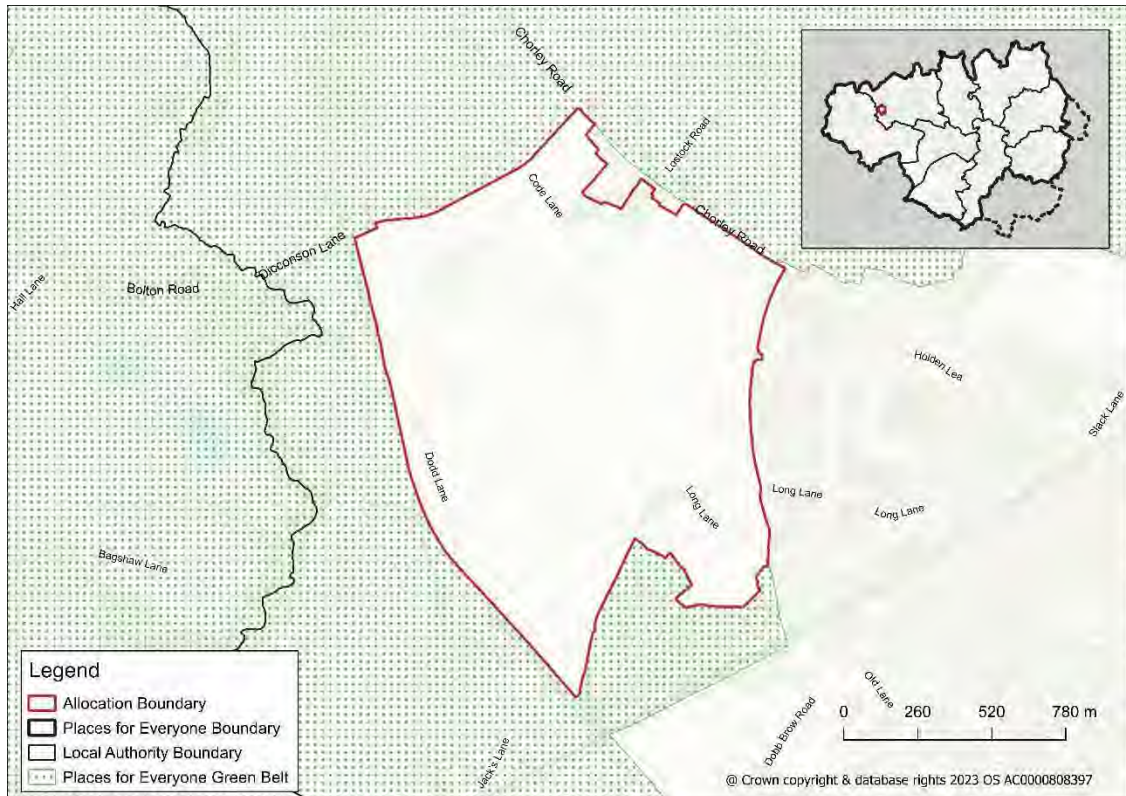 Chorley Road
Lostock Road
Code Lane
Chorley Road
Dicconson Lane
Hall Lane
Bolton Road
Holden Lea
Slack Lane
Dodd Lane
Long Lane
Long Lane
Long Lane
Bagshaw Lane
Old Lane
Dobb Brow Road
Jack's Lane
Legend
Allocation Boundary
Places for Everyone Boundary
Local Authority Boundary
Places for Everyone Green Belt
0 260 520 780 m
@ Crown copyright & database rights 2023 OS AC0000808397